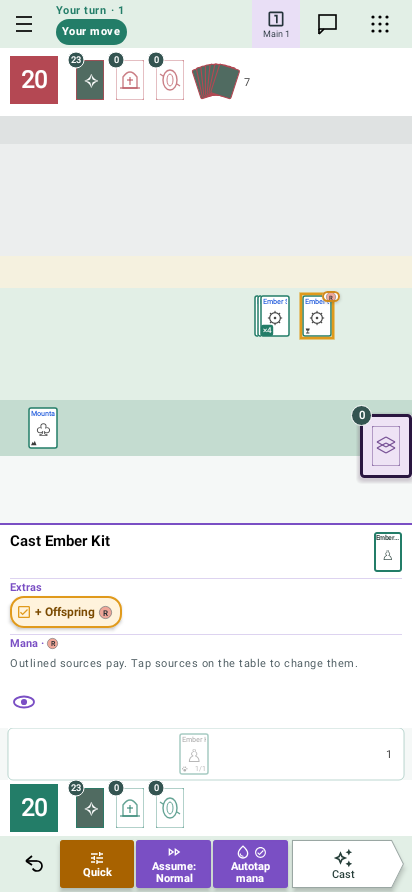 Your turn · 1
Your move
1
Main 1
20
23
0
0
7
Ember
×4
Ember
R
Mounta
0
Cast Ember Kit
Ember...
Extras
+ Offspring R
Mana · R
Outlined sources pay. Tap sources on the table to change them.
Ember
1/1
1
20
23
0
0
Quick
Assume:
Normal
Autotap
mana
Cast